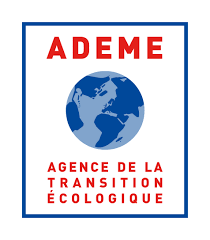 ADEME
AGENCE DE LA
TRANSITION
ÉCOLOGIQUE